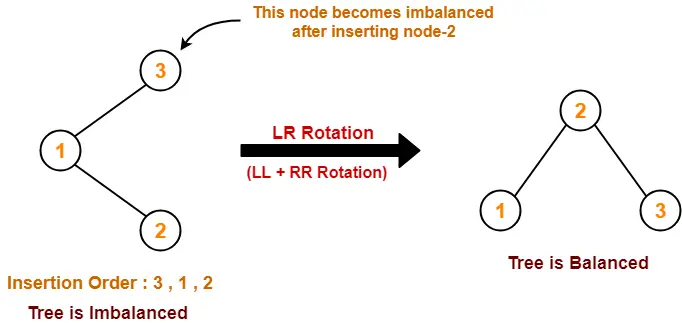 This node becomes imbalanced
after inserting node-2
3
1
2
Insertion Order : 3 , 1 , 2
Tree is Imbalanced
LR Rotation
(LL + RR Rotation)
2
1
3
Tree is Balanced